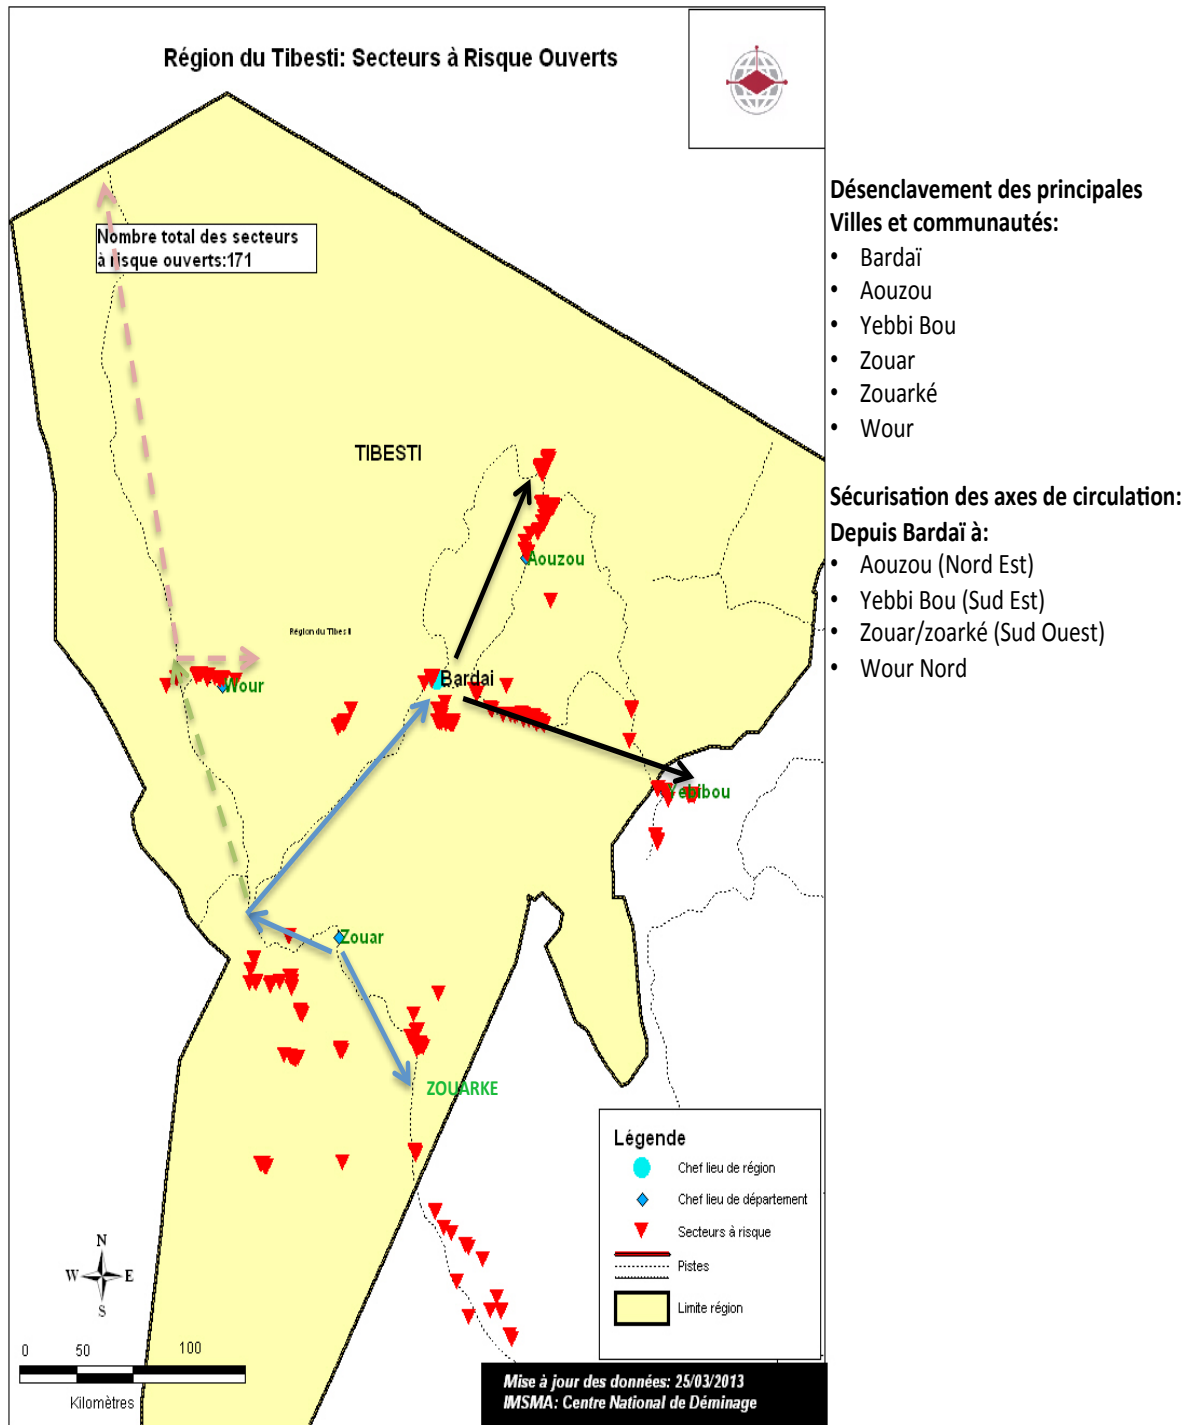 Région du Tibesti: Secteurs à Risque Ouverts
Nombre total des secteurs
à risque ouverts:171
TIBESTI
Aouzou
Région du Tibesti
Wour
Bardai
Yebibou
Zouar
ZOUARKE
N
W
E
S
0 50 100
Kilomètres
Légende
Chef lieu de région
Chef lieu de département
Secteurs à risque
Pistes
Limite région
Mise à jour des données: 25/03/2013
IMSMA: Centre National de Déminage
Désenclavement des principales
Villes et communautés:
• Bardaï
• Aouzou
• Yebbi Bou
• Zouar
• Zouarké
• Wour
Sécurisation des axes de circulation:
Depuis Bardaï à:
• Aouzou (Nord Est)
• Yebbi Bou (Sud Est)
• Zouar/zoarké (Sud Ouest)
• Wour Nord